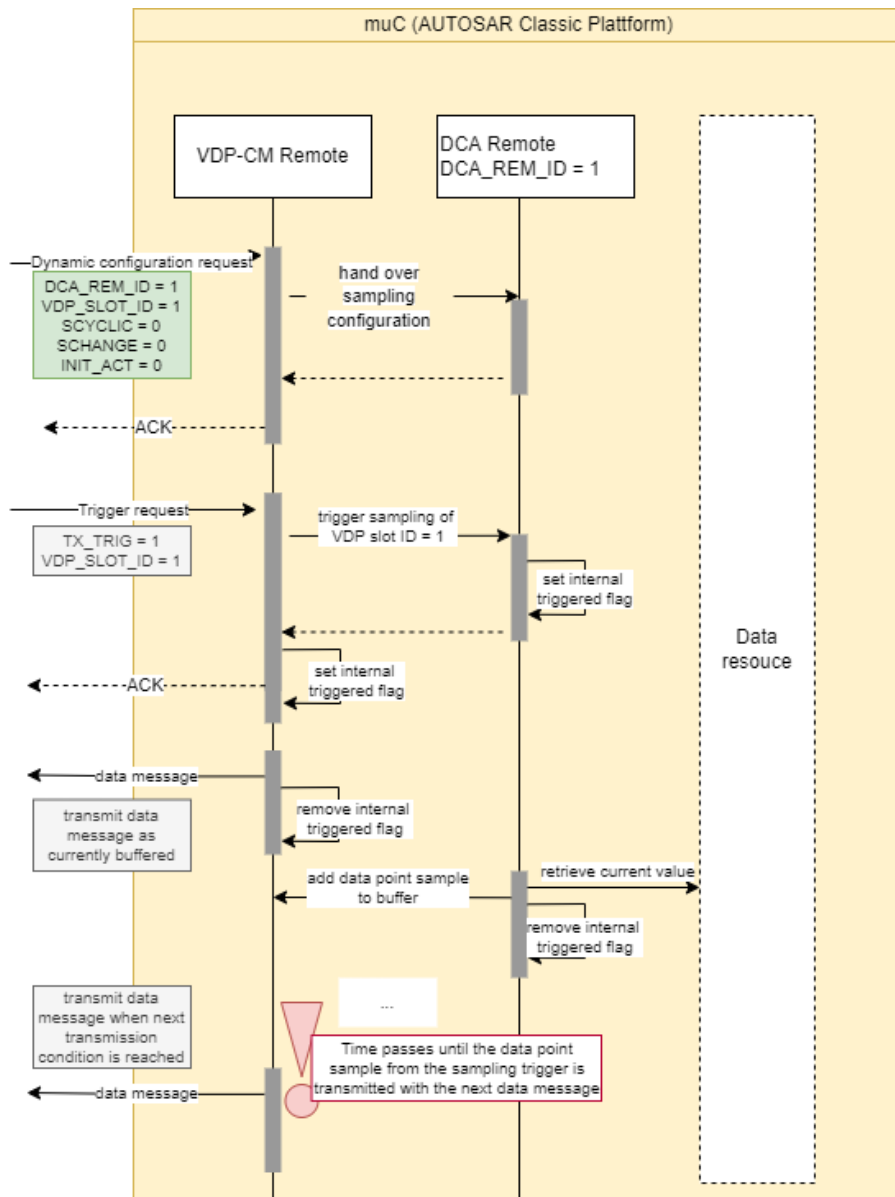 muC (AUTOSAR Classic Plattform)
VDP-CM Remote
DCA Remote
DCA_REM_ID = 1
Dynamic configuration request
DCA_REM_ID = 1
VDP_SLOT_ID = 1
SCYCLIC = 0
SCHANGE = 0
INIT_ACT = 0
hand over
sampling
configuration
ACK
Trigger request
TX_TRIG = 1
VDP_SLOT_ID = 1
trigger sampling of
VDP slot ID = 1
set internal
triggered flag
Data
resouce
set internal
triggered flag
ACK
data message
remove internal
triggered flag
transmit data
message as
currently buffered
retrieve current value
add data point sample
to buffer
remove internal
triggered flag
transmit data
message when next
transmission
condition is reached
...
Time passes until the data point
sample from the sampling trigger is
transmitted with the next data message
data message